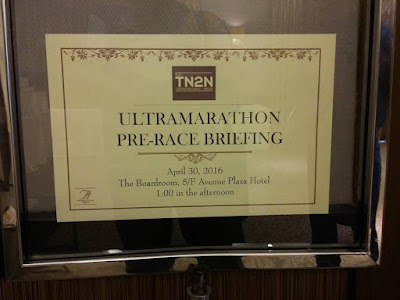 TN2N
ULTRAMARATHON
PRE-RACE BRIEFING
April 30, 2016
The Boardroom, 5/F Avenue Plaza Hotel
1:00 in the afternoon